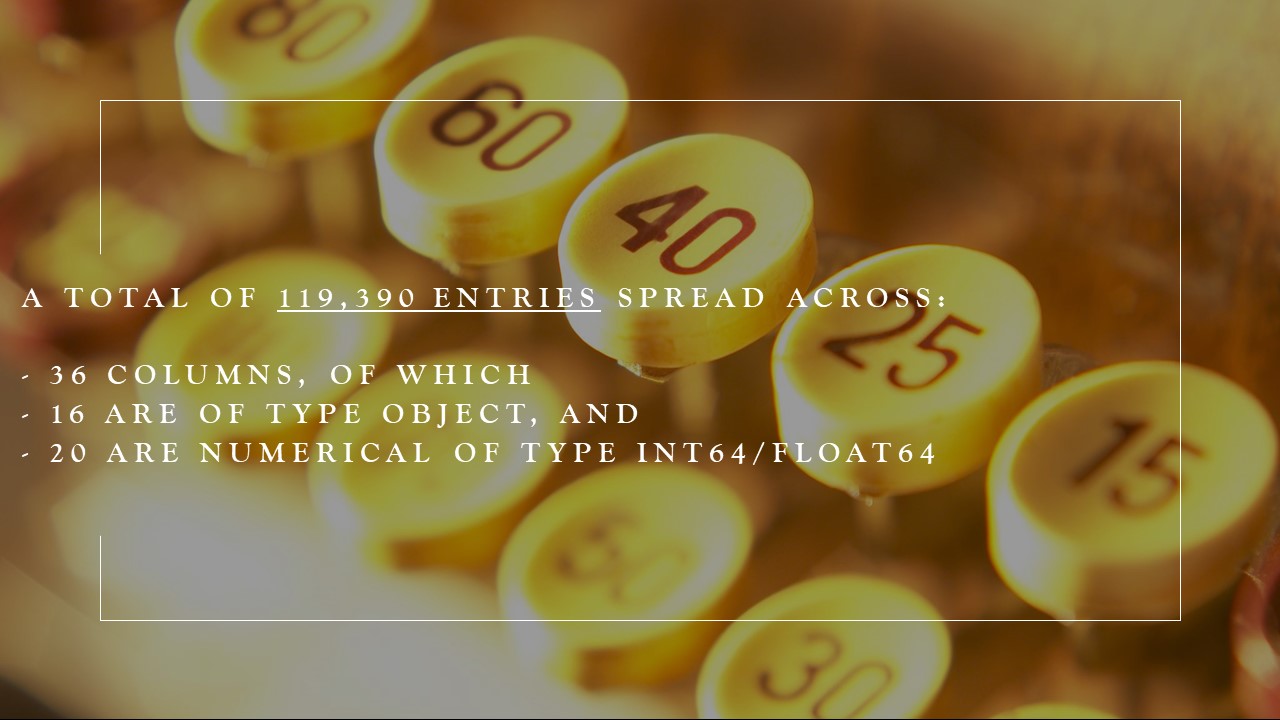 80
60
40
A TOTAL OF 119,390 ENTRIES SPREAD ACROSS:
25
- 36 COLUMNS, OF WHICH
- 16 ARE OF TYPE OBJECT, AND
- 20 ARE NUMERICAL OF TYPE INT64/FLOAT64
15
30